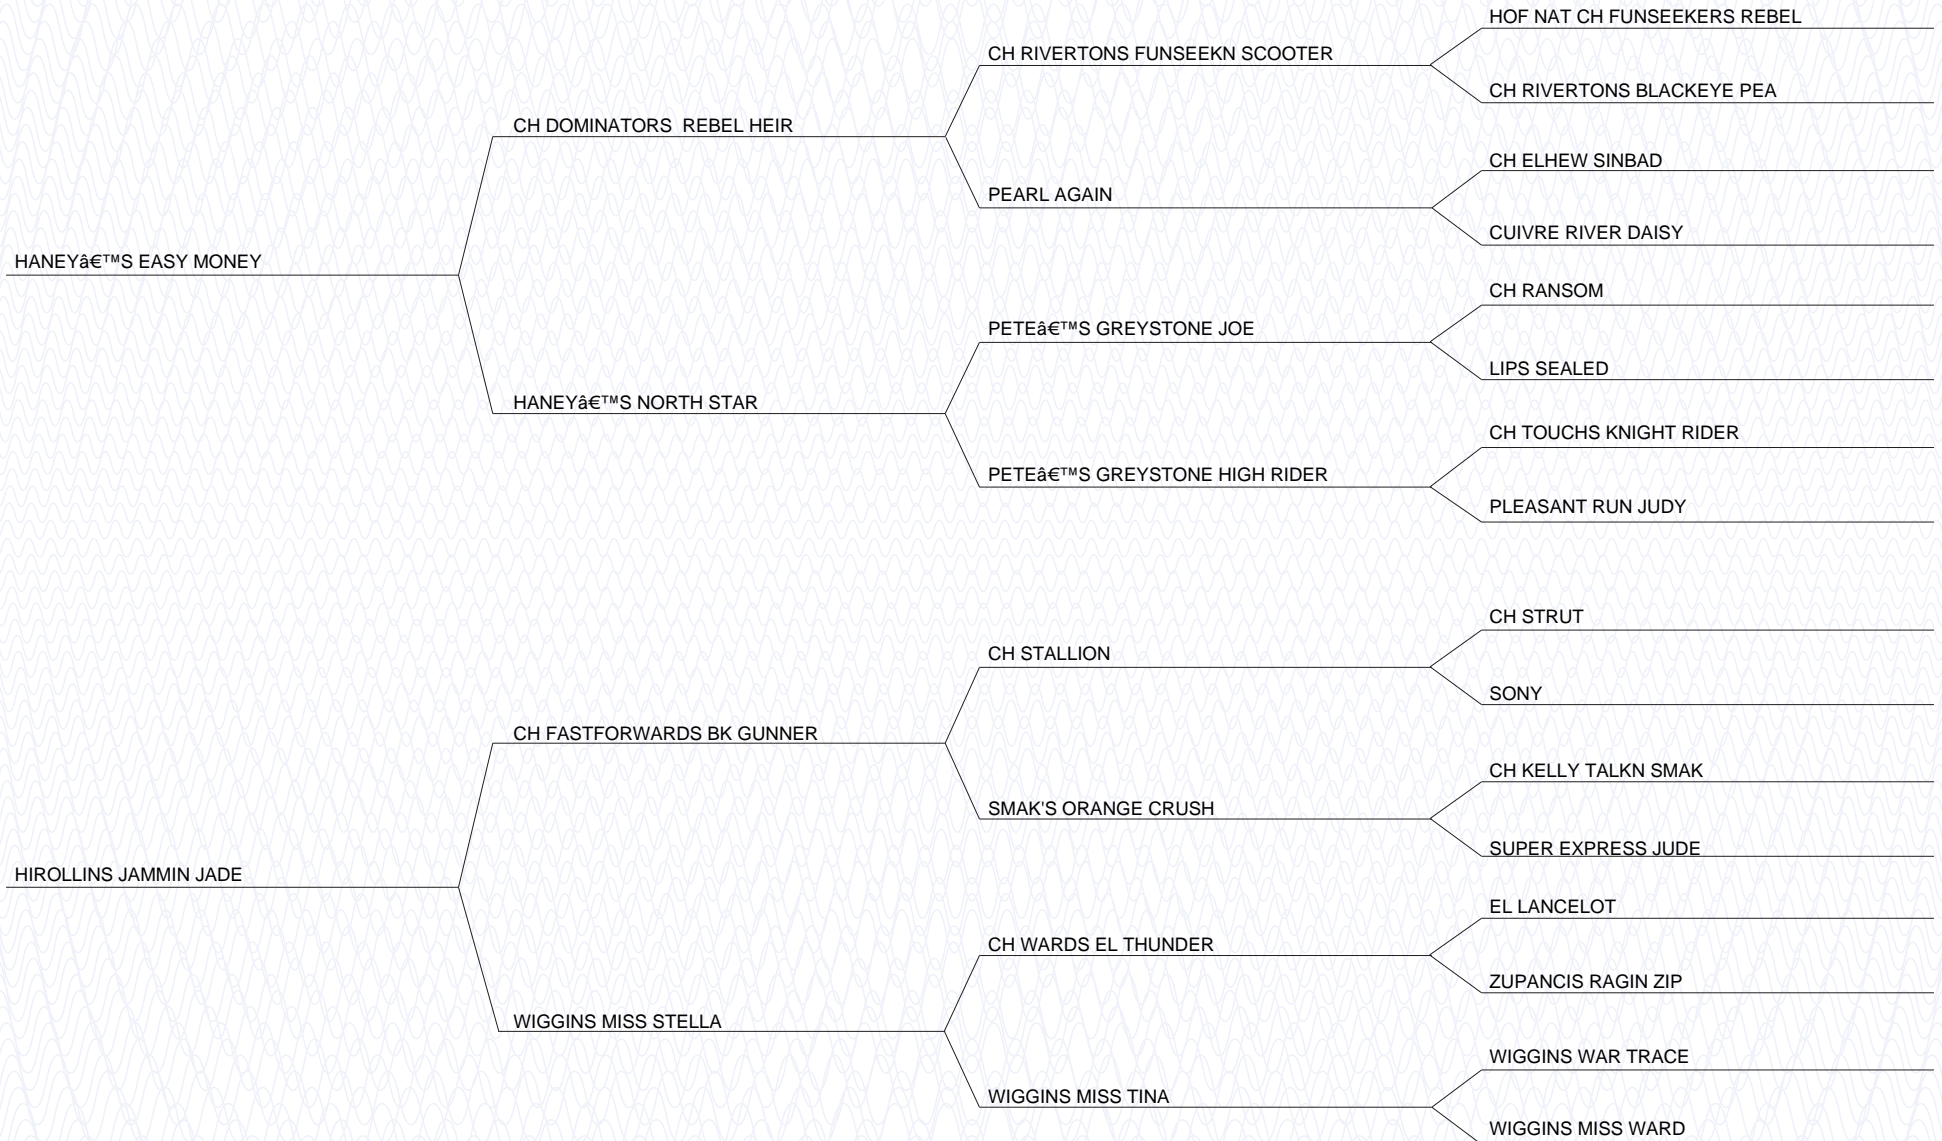 HOF NAT CH FUNSEEKERS REBEL
CH RIVERTONS FUNSEEKN SCOOTER
CH RIVERTONS BLACKEYE PEA
CH DOMINATORS  REBEL HEIR
CH ELHEW SINBAD
PEARL AGAIN
CUIVRE RIVER DAISY
HANEYâ€™S EASY MONEY
CH RANSOM
PETEâ€™S GREYSTONE JOE
LIPS SEALED
HANEYâ€™S NORTH STAR
CH TOUCHS KNIGHT RIDER
PETEâ€™S GREYSTONE HIGH RIDER
PLEASANT RUN JUDY
CH STRUT
CH STALLION
SONY
CH FASTFORWARDS BK GUNNER
CH KELLY TALKN SMAK
SMAK'S ORANGE CRUSH
SUPER EXPRESS JUDE
HIROLLINS JAMMIN JADE
EL LANCELOT
CH WARDS EL THUNDER
ZUPANCIS RAGIN ZIP
WIGGINS MISS STELLA
WIGGINS WAR TRACE
WIGGINS MISS TINA
WIGGINS MISS WARD